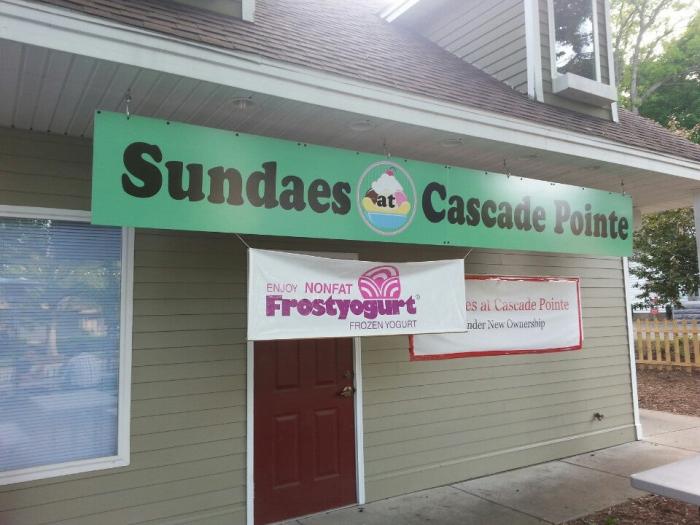 Sundaes at Cascade Pointe
ENJOY NONFAT
Frostyogurt®
FROZEN YOGURT
es at Cascade Pointe
nder New Ownership